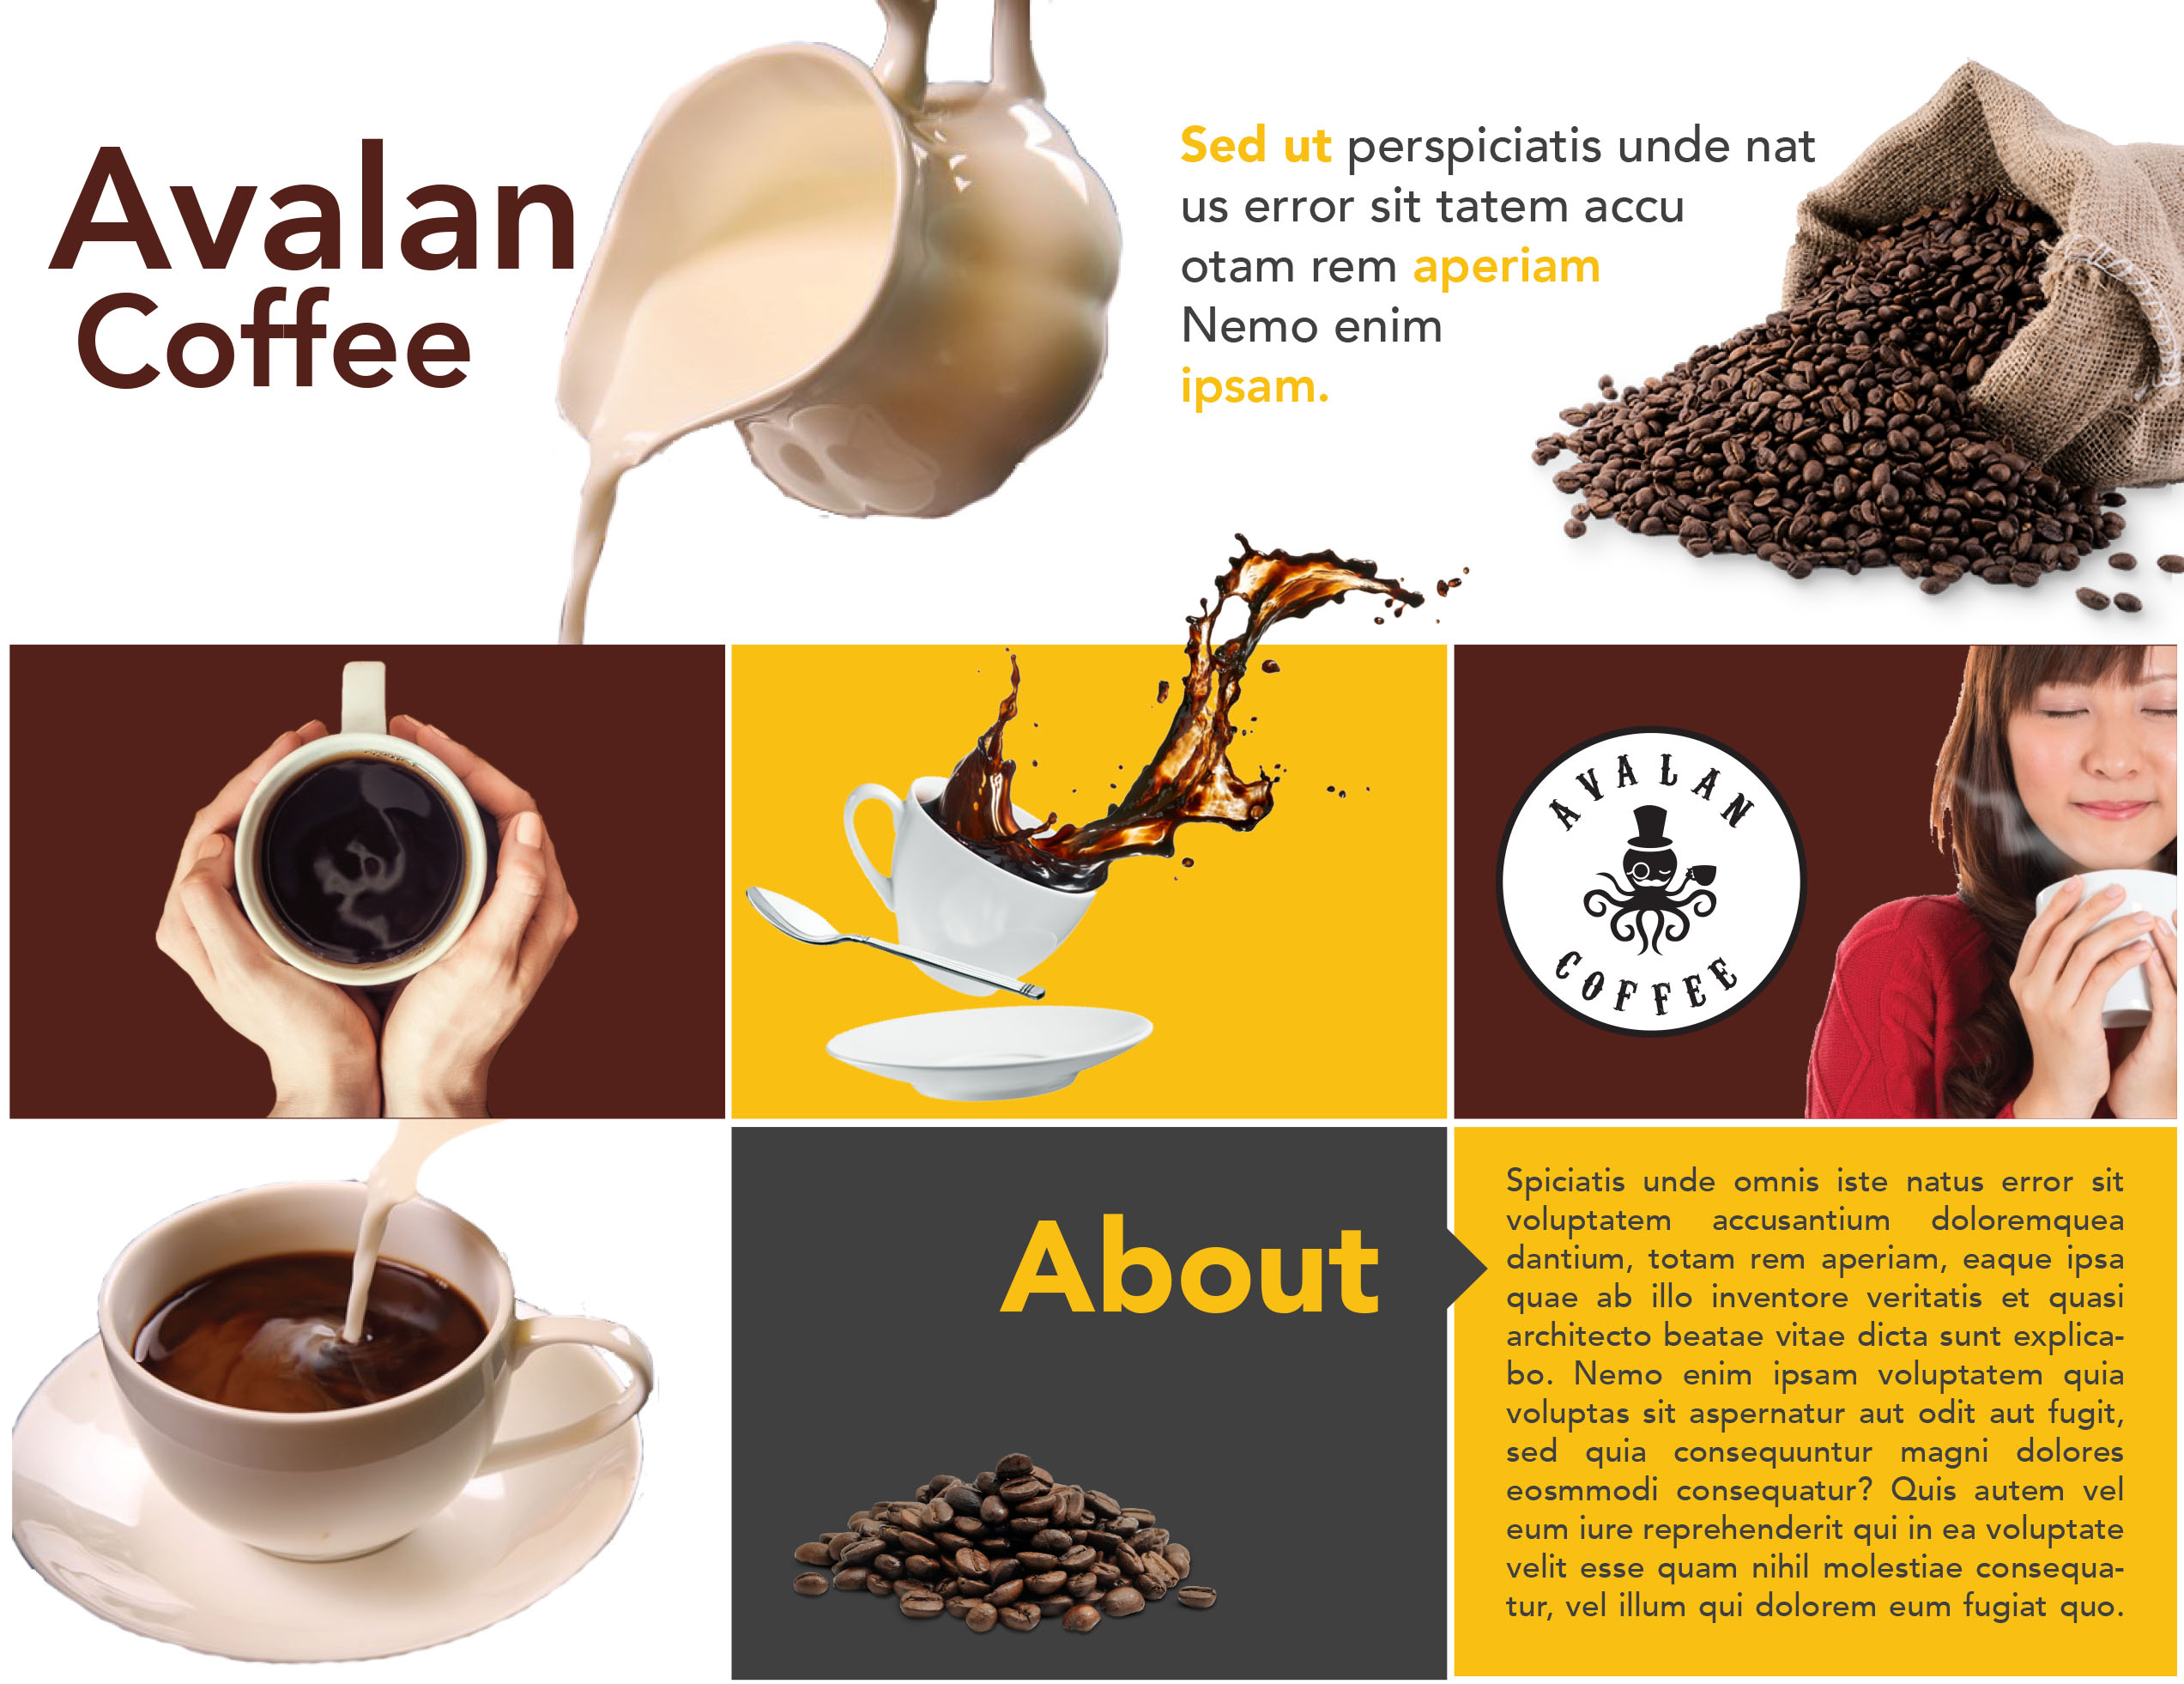 Avalan
Coffee
Sed ut perspiciatis unde nat
us error sit tatem accu
otam rem aperiam
Nemo enim
ipsam.
AVALAN
COFFEE
About
Spiciatis unde omnis iste natus error sit
voluptatem accusantium doloremquea
dantium, totam rem aperiam, eaque ipsa
quae ab illo inventore veritatis et quasi
architecto beatae vitae dicta sunt explica-
bo. Nemo enim ipsam voluptatem quia
voluptas sit aspernatur aut odit aut fugit,
sed quia consequuntur magni dolores
eosmmodi consequatur? Quis autem vel
eum iure reprehenderit qui in ea voluptate
velit esse quam nihil molestiae consequa-
tur, vel illum qui dolorem eum fugiat quo.